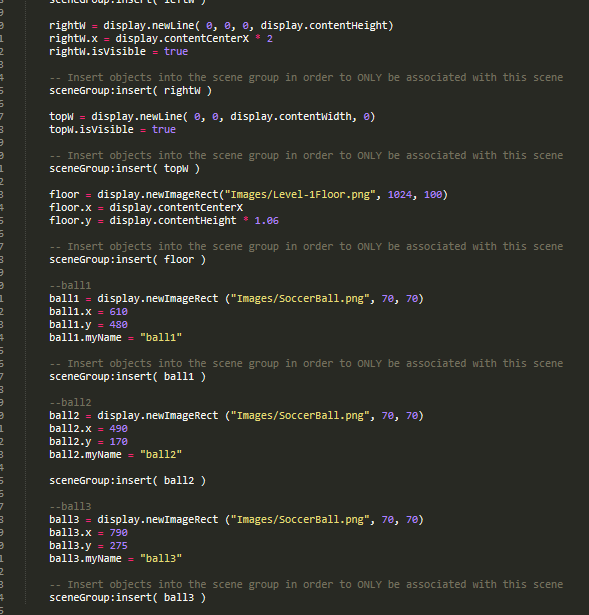 sceneGroup:insert( leftW )
rightW = display.newLine( 0, 0, 0, display.contentHeight)
rightW.x = display.contentCenterX * 2
rightW.isVisible = true
-- Insert objects into the scene group in order to ONLY be associated with this scene
sceneGroup:insert( rightW )
topW = display.newLine( 0, 0, display.contentWidth, 0)
topW.isVisible = true
-- Insert objects into the scene group in order to ONLY be associated with this scene
sceneGroup:insert( topW )
floor = display.newImageRect("Images/Level-1Floor.png", 1024, 100)
floor.x = display.contentCenterX
floor.y = display.contentHeight * 1.06
-- Insert objects into the scene group in order to ONLY be associated with this scene
sceneGroup:insert( floor )
--ball1
ball1 = display.newImageRect ("Images/SoccerBall.png", 70, 70)
ball1.x = 610
ball1.y = 480
ball1.myName = "ball1"
-- Insert objects into the scene group in order to ONLY be associated with this scene
sceneGroup:insert( ball1 )
--ball2
ball2 = display.newImageRect ("Images/SoccerBall.png", 70, 70)
ball2.x = 490
ball2.y = 170
ball2.myName = "ball2"
sceneGroup:insert( ball2 )
--ball3
ball3 = display.newImageRect ("Images/SoccerBall.png", 70, 70)
ball3.x = 790
ball3.y = 275
ball3.myName = "ball3"
-- Insert objects into the scene group in order to ONLY be associated with this scene
sceneGroup:insert( ball3 )